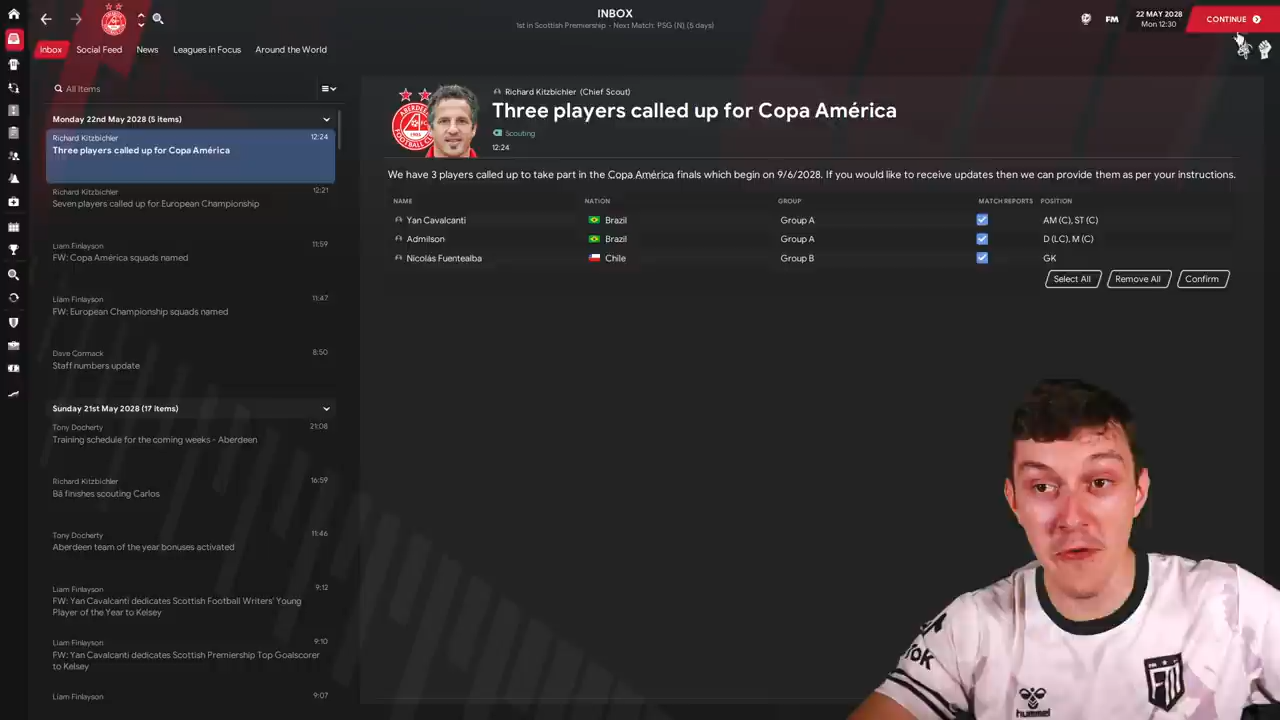 INBOX
1st in Scottish Premiership - Next Match: PSG (N) (5 days)
FM
22 MAY 2028
Mon 12:30
CONTINUE
Inbox
Social Feed
News
Leagues in Focus
Around the World
All Items
Monday 22nd May 2028 (5 items)
Richard Kitzbichler 12:24
Three players called up for Copa América
Richard Kitzbichler 12:21
Seven players called up for European Championship
Liam Finlayson 11:59
FW: Copa América squads named
Liam Finlayson 11:47
FW: European Championship squads named
Dave Cormack 8:50
Staff numbers update
Sunday 21st May 2028 (17 items)
Tony Docherty 21:08
Training schedule for the coming weeks - Aberdeen
Richard Kitzbichler 16:59
Bă finishes scouting Carlos
Tony Docherty 11:46
Aberdeen team of the year bonuses activated
Liam Finlayson 9:12
FW: Yan Cavalcanti dedicates Scottish Football Writers' Young
Player of the Year to Kelsey
Liam Finlayson 9:10
FW: Yan Cavalcanti dedicates Scottish Premiership Top Goalscorer
to Kelsey
Liam Finlayson 9:07
Richard Kitzbichler (Chief Scout)
Three players called up for Copa América
Scouting
12:24
We have 3 players called up to take part in the Copa América finals which begin on 9/6/2028. If you would like to receive updates then we can provide them as per your instructions.
NAME NATION GROUP MATCH REPORTS POSITION
Yan Cavalcanti Brazil Group A AM (C), ST (C)
Admilson Brazil Group A D (LC), M (C)
Nicolás Fuentealba Chile Group B GK
Select All
Remove All
Confirm
hummel